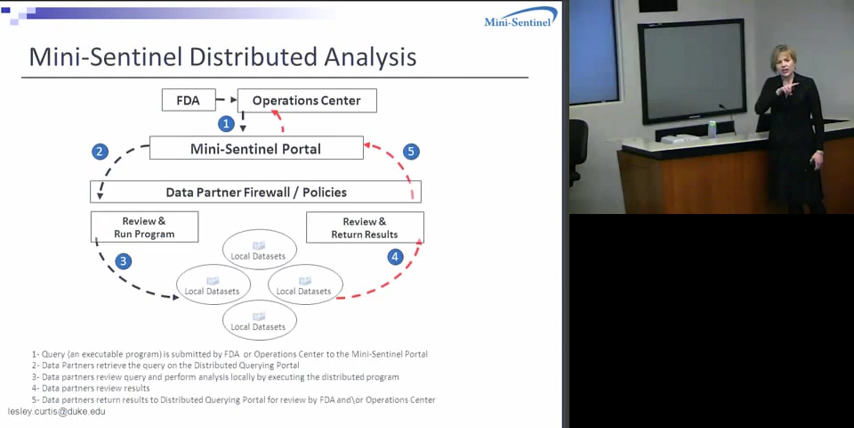 Mini-Sentinel
Mini-Sentinel Distributed Analysis
FDA
Operations Center
1
Mini-Sentinel Portal
2
5
Data Partner Firewall / Policies
Review &
Run Program
Review &
Return Results
3
4
Local Datasets
Local Datasets
Local Datasets
Local Datasets
1- Query (an executable program) is submitted by FDA or Operations Center to the Mini-Sentinel Portal
2- Data Partners retrieve the query on the Distributed Querying Portal
3- Data partners review query and perform analysis locally by executing the distributed program
4- Data partners review results
5- Data partners return results to Distributed Querying Portal for review by FDA and\or Operations Center
lesley.curtis@duke.edu